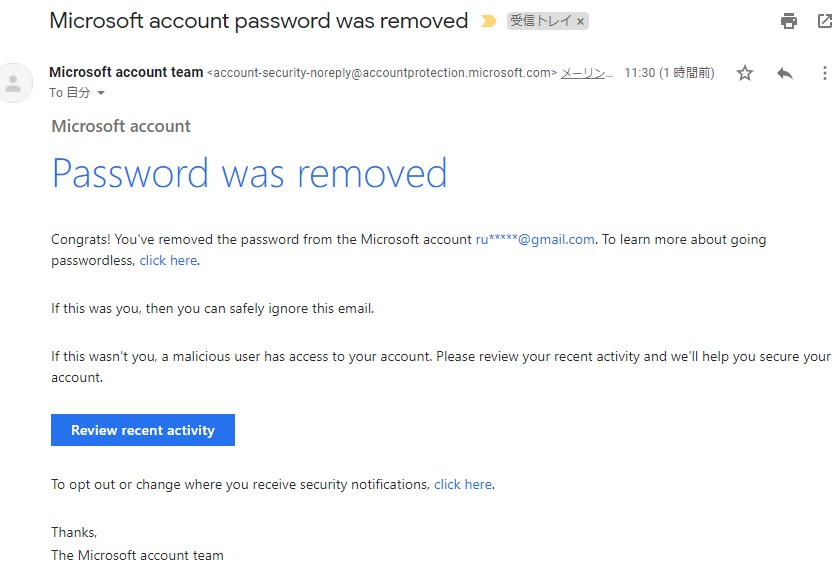 Microsoft account password was removed 受信トレイ ×
Microsoft account team <account-security-noreply@accountprotection.microsoft.com> メーリン... 11:30 (1 時間前)
To 自分
Microsoft account
Password was removed
Congrats! You've removed the password from the Microsoft account ru*****@gmail.com. To learn more about going
passwordless, click here.
If this was you, then you can safely ignore this email.
If this wasn't you, a malicious user has access to your account. Please review your recent activity and we'll help you secure your
account.
Review recent activity
To opt out or change where you receive security notifications, click here.
Thanks,
The Microsoft account team